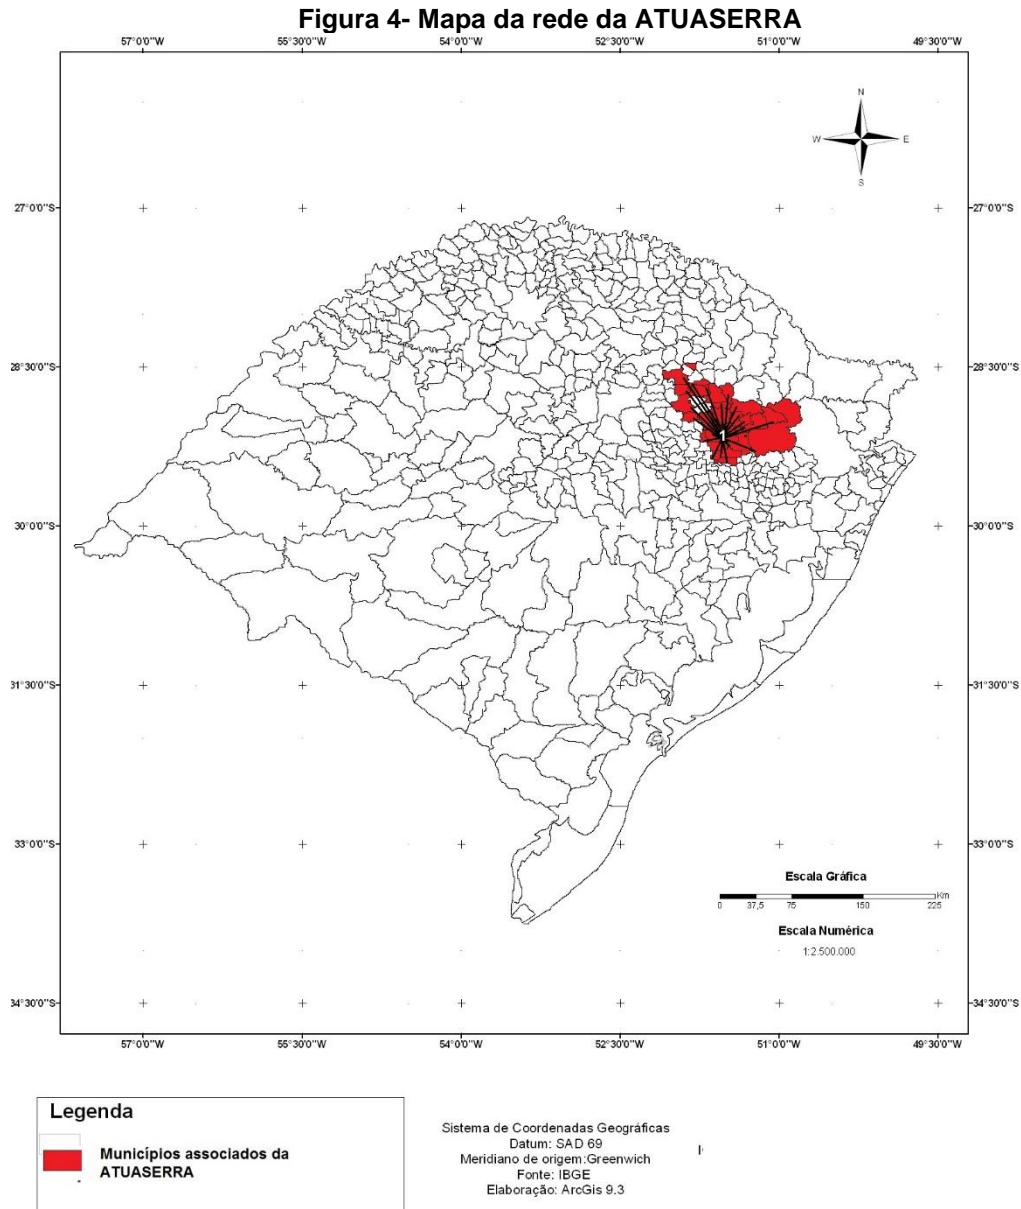 Figura 4- Mapa da rede da ATUASERRA
57°0'0"W 55°30'0"W 54°0'0"W 52°30'0"W 51°0'0"W 49°30'0"W
N
W E
S
27°0'0"S 27°0'0"S
28°30'0"S 28°30'0"S
1
30°0'0"S 30°0'0"S
31°30'0"S 31°30'0"S
33°0'0"S 33°0'0"S
Escala Gráfica
Km
0 37,5 75 150 225
Escala Numérica
1:2.500.000
34°30'0"S 34°30'0"S
57°0'0"W 55°30'0"W 54°0'0"W 52°30'0"W 51°0'0"W 49°30'0"W
Legenda
Municípios associados da
ATUASERRA
Sistema de Coordenadas Geográficas
Datum: SAD 69
Meridiano de origem:Greenwich
Fonte: IBGE
Elaboração: ArcGis 9.3